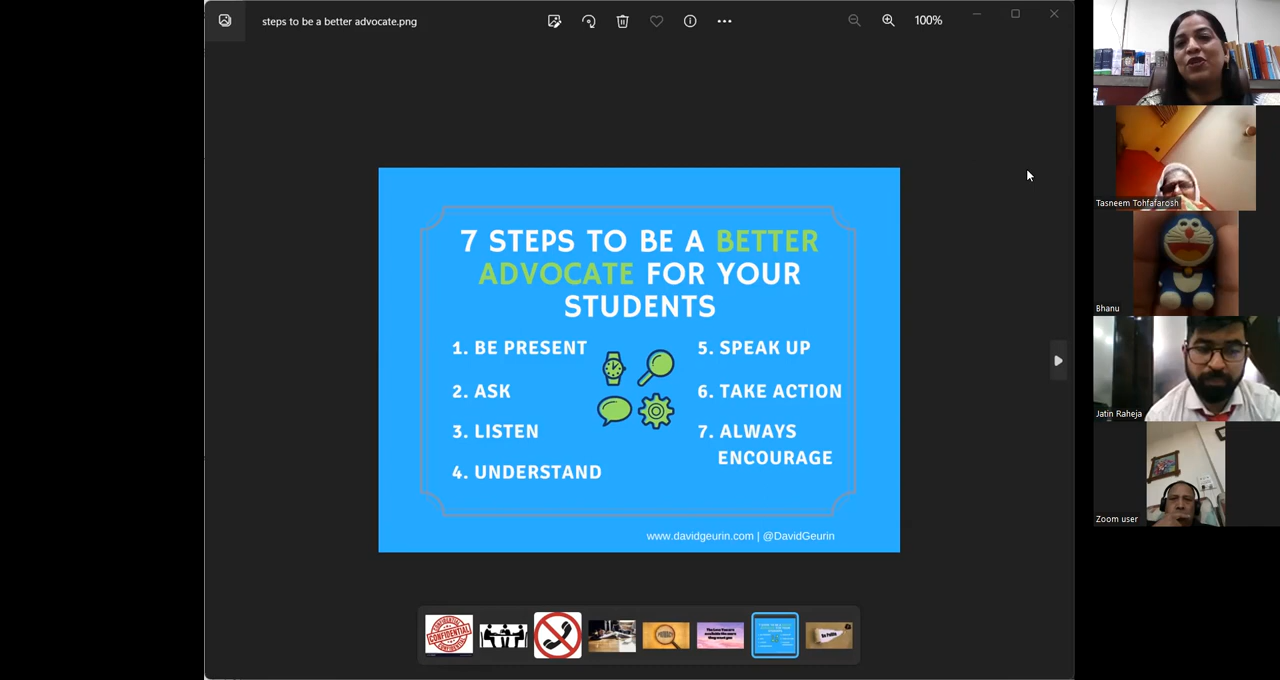 steps to be a better advocate.png
100%
7 STEPS TO BE A BETTER
ADVOCATE FOR YOUR
STUDENTS
1. BE PRESENT
2. ASK
3. LISTEN
4. UNDERSTAND
5. SPEAK UP
6. TAKE ACTION
7. ALWAYS
ENCOURAGE
www.davidgeurin.com | @DavidGeurin
CONFIDENTIAL
Tasneem Tohfafarosh
Bhanu
Jatin Raheja
Zoom user